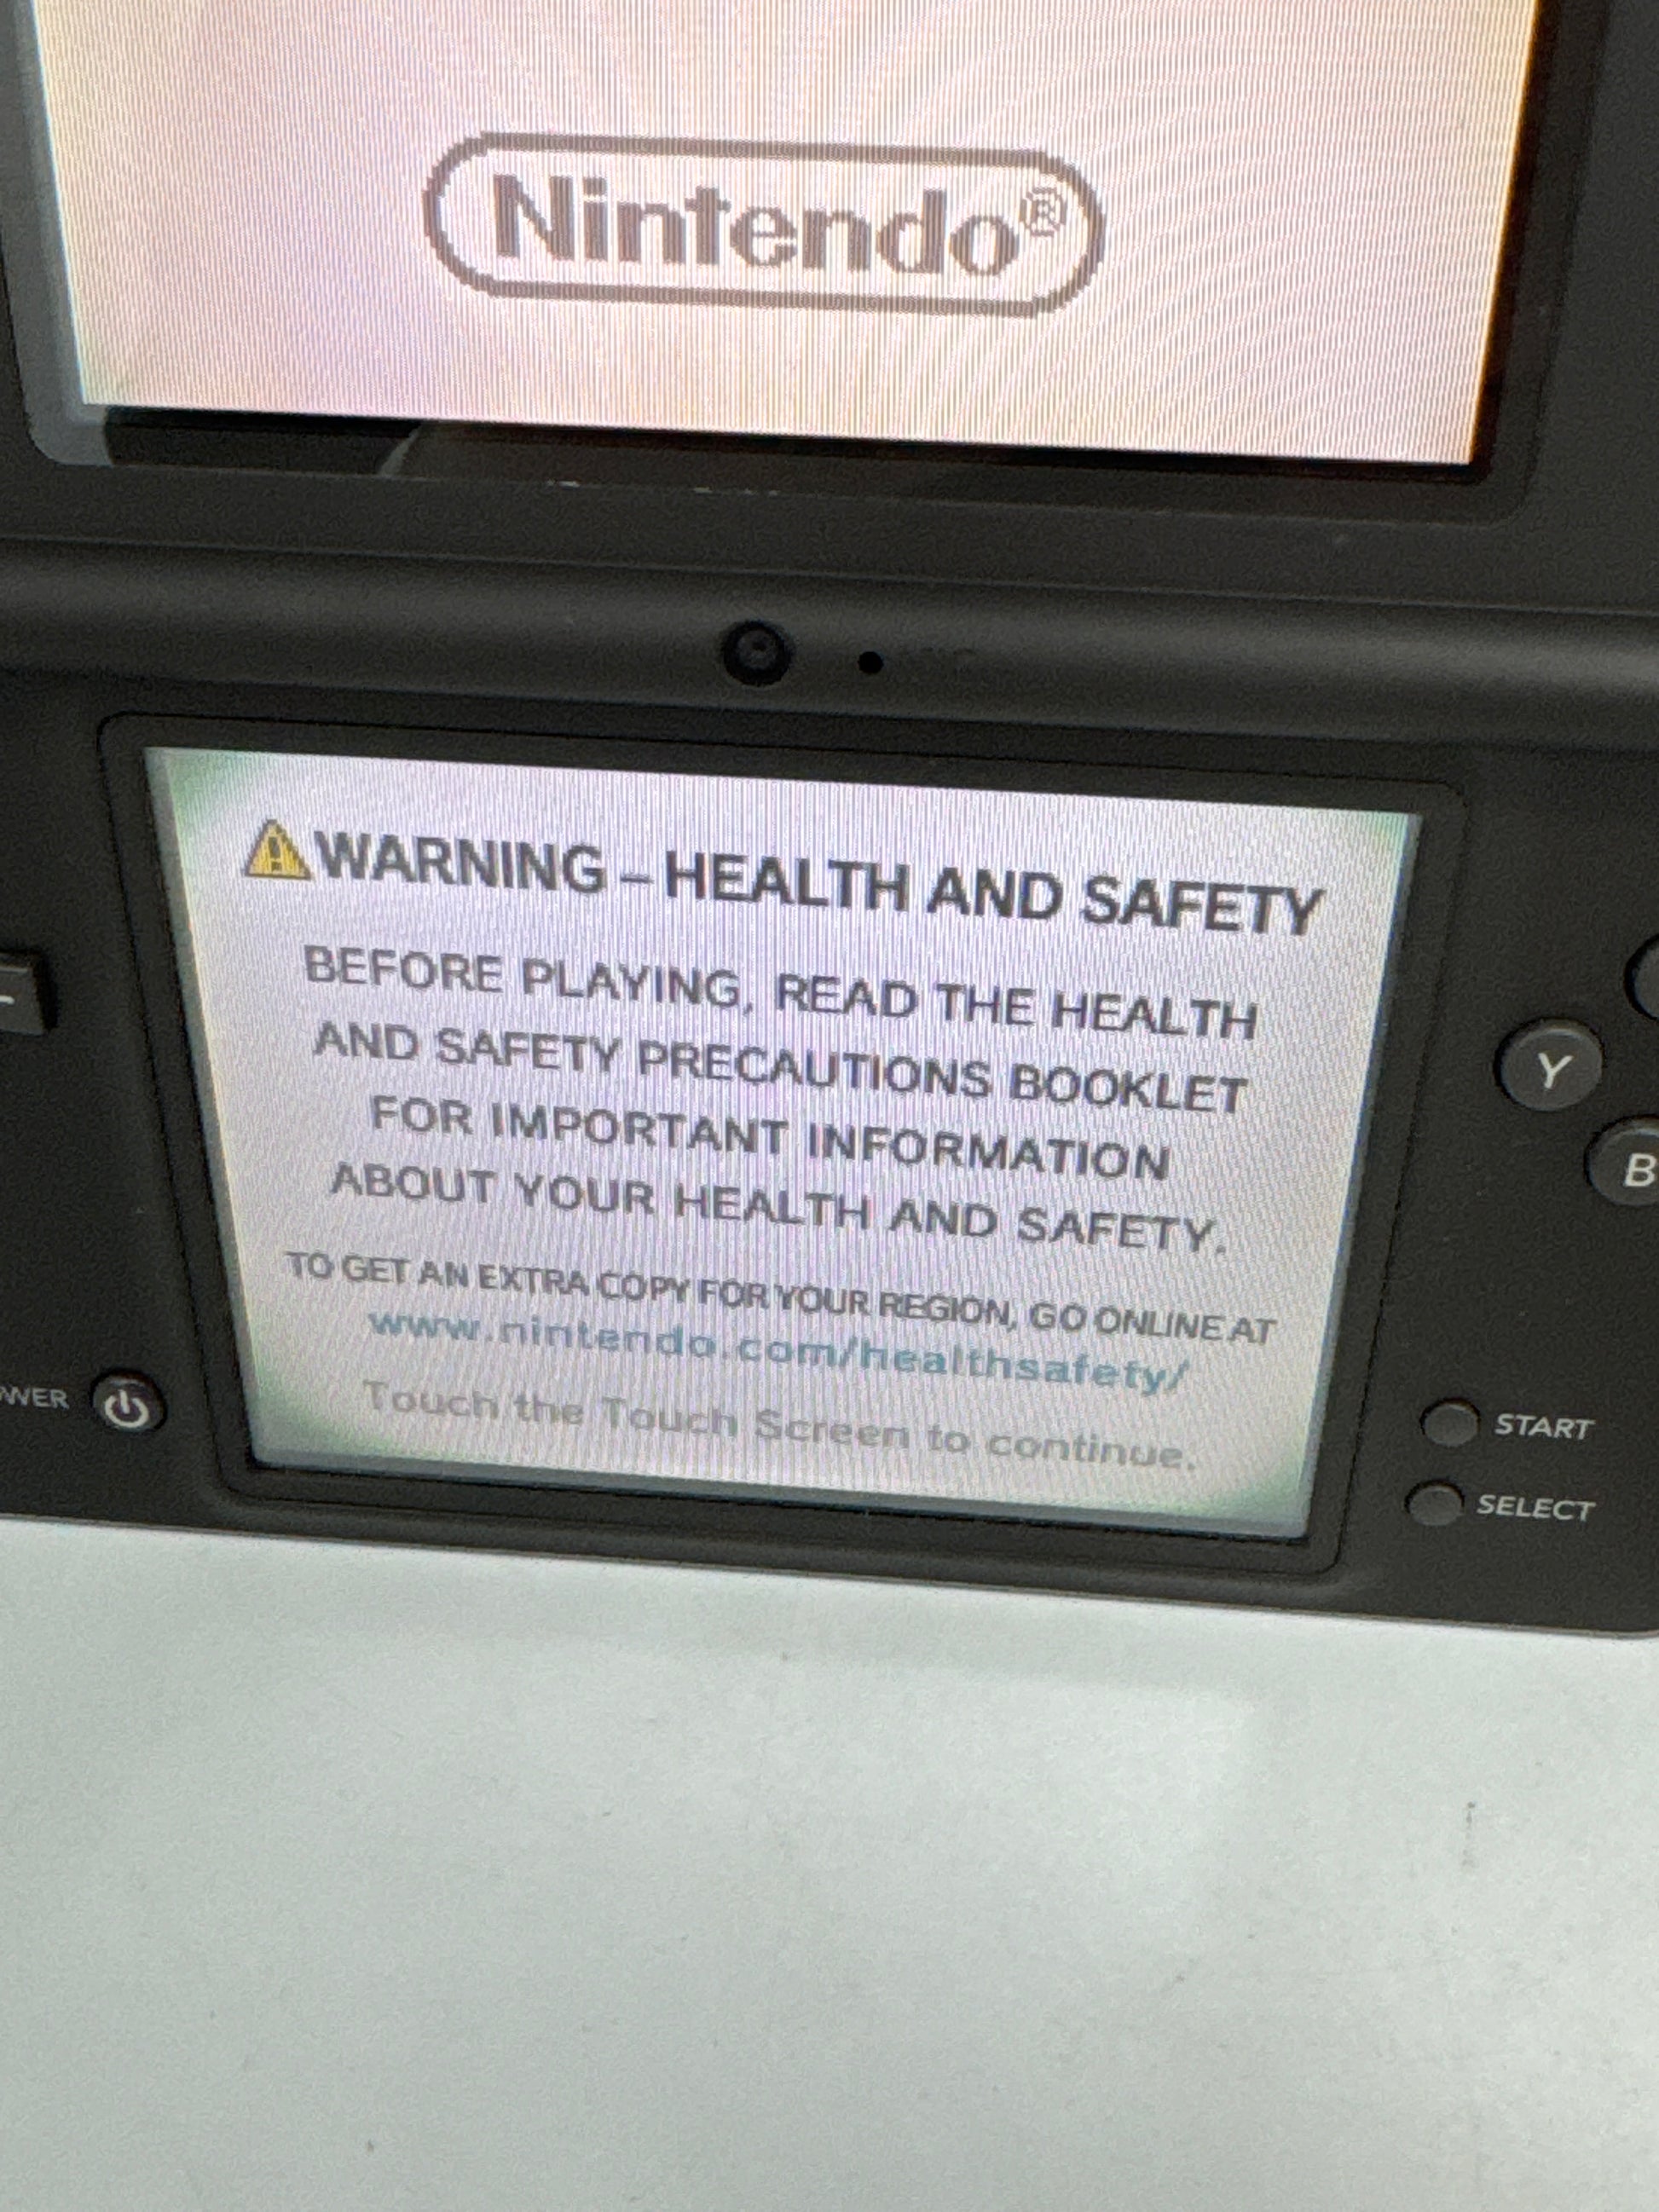 Nintendo®
WARNING – HEALTH AND SAFETY
BEFORE PLAYING, READ THE HEALTH
AND SAFETY PRECAUTIONS BOOKLET
FOR IMPORTANT INFORMATION
ABOUT YOUR HEALTH AND SAFETY.
TO GET AN EXTRA COPY FOR YOUR REGION, GO ONLINE AT
www.nintendo.com/healthsafety/
Touch the Touch Screen to continue.
Y
B
START
SELECT